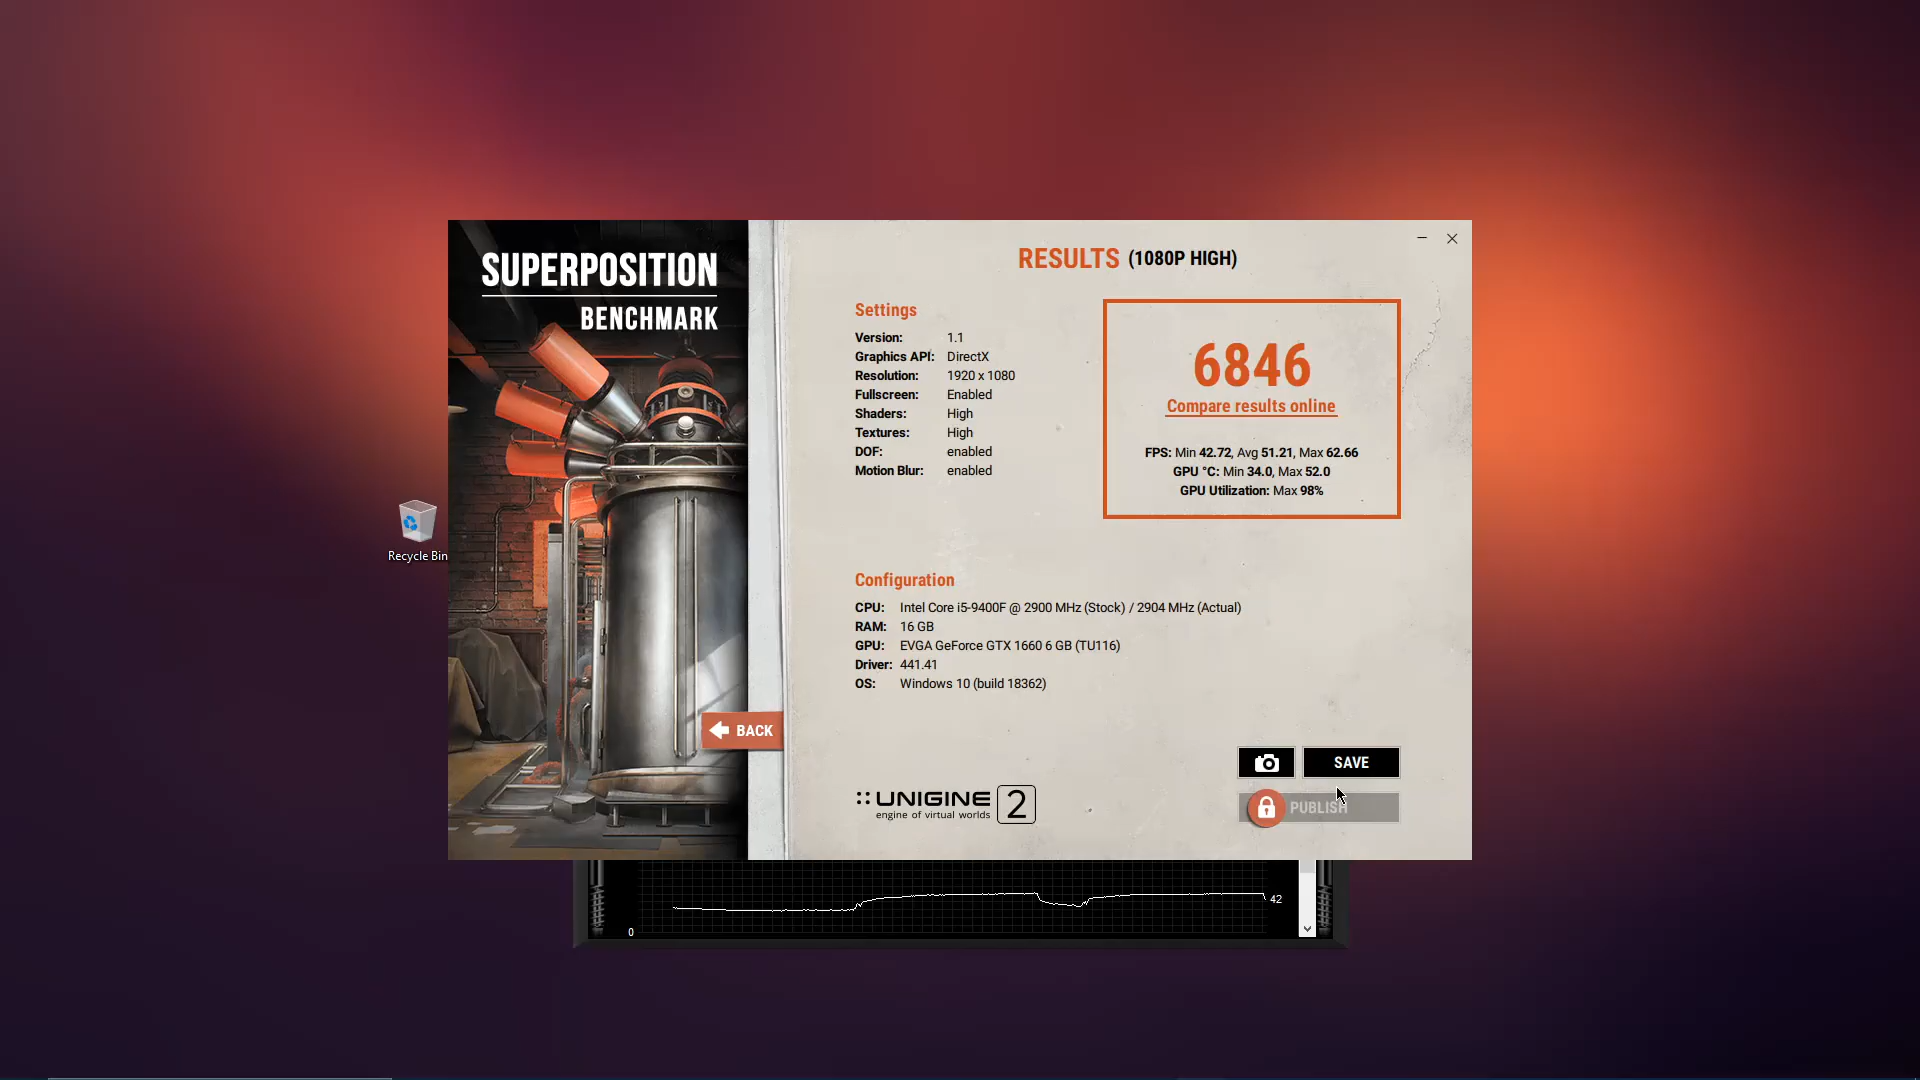 SUPERPOSITION
BENCHMARK
RESULTS (1080P HIGH)
Settings
Version: 1.1
Graphics API: DirectX
Resolution: 1920 x 1080
Fullscreen: Enabled
Shaders: High
Textures: High
DOF: enabled
Motion Blur: enabled
6846
Compare results online
FPS: Min 42.72, Avg 51.21, Max 62.66
GPU °C: Min 34.0, Max 52.0
GPU Utilization: Max 98%
Recycle Bin
Configuration
CPU: Intel Core i5-9400F @ 2900 MHz (Stock) / 2904 MHz (Actual)
RAM: 16 GB
GPU: EVGA GeForce GTX 1660 6 GB (TU116)
Driver: 441.41
OS: Windows 10 (build 18362)
BACK
SAVE
PUBLISH
UNIGINE 2
engine of virtual worlds
42
0